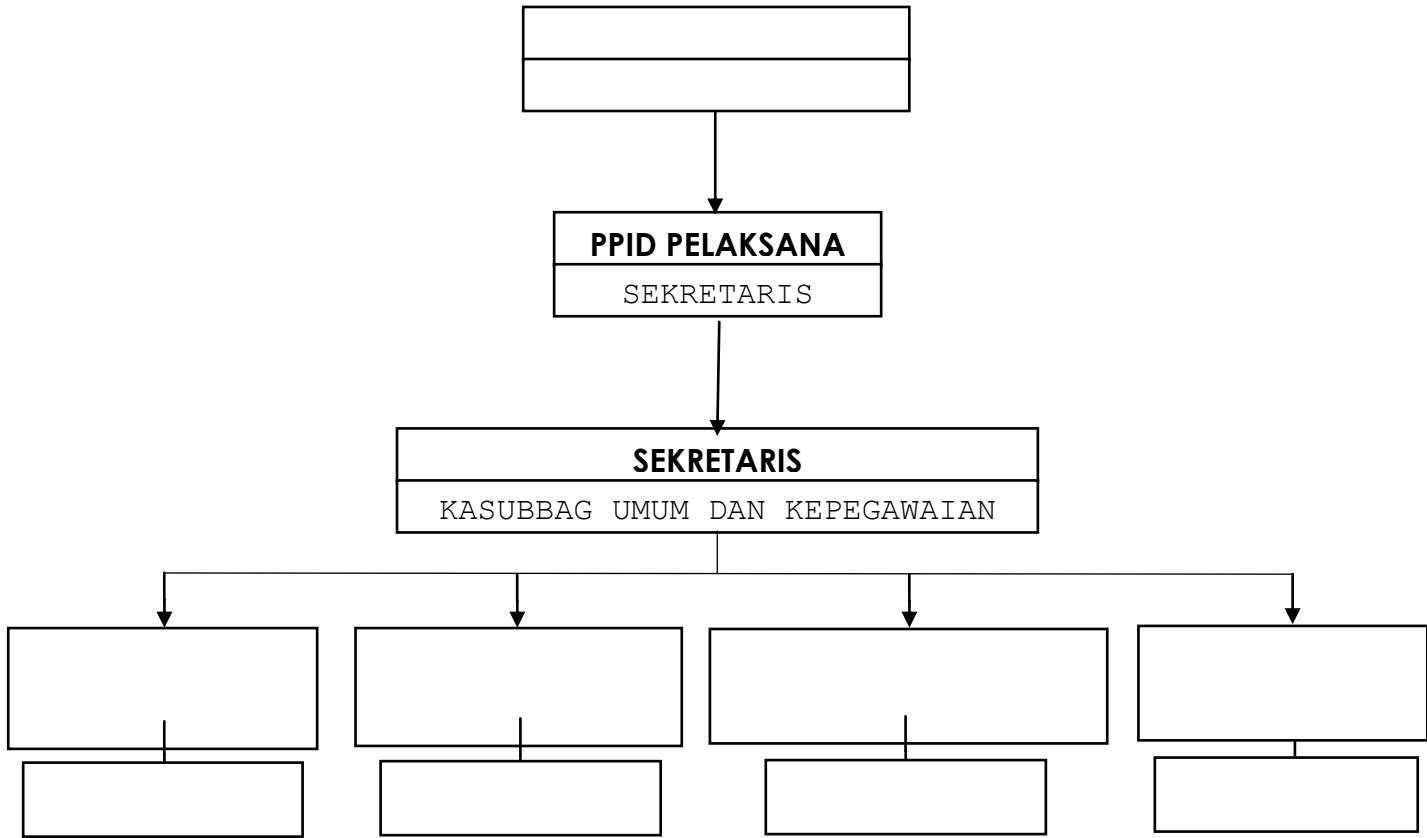 PPID PELAKSANA
SEKRETARIS
SEKRETARIS
KASUBBAG UMUM DAN KEPEGAWAIAN